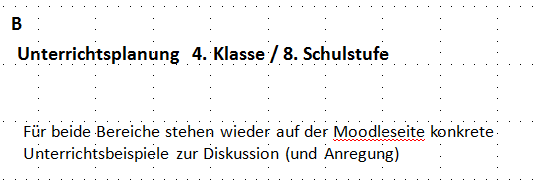 B
Unterrichtsplanung 4. Klasse / 8. Schulstufe
Für beide Bereiche stehen wieder auf der Moodleseite konkrete
Unterrichtsbeispiele zur Diskussion (und Anregung)